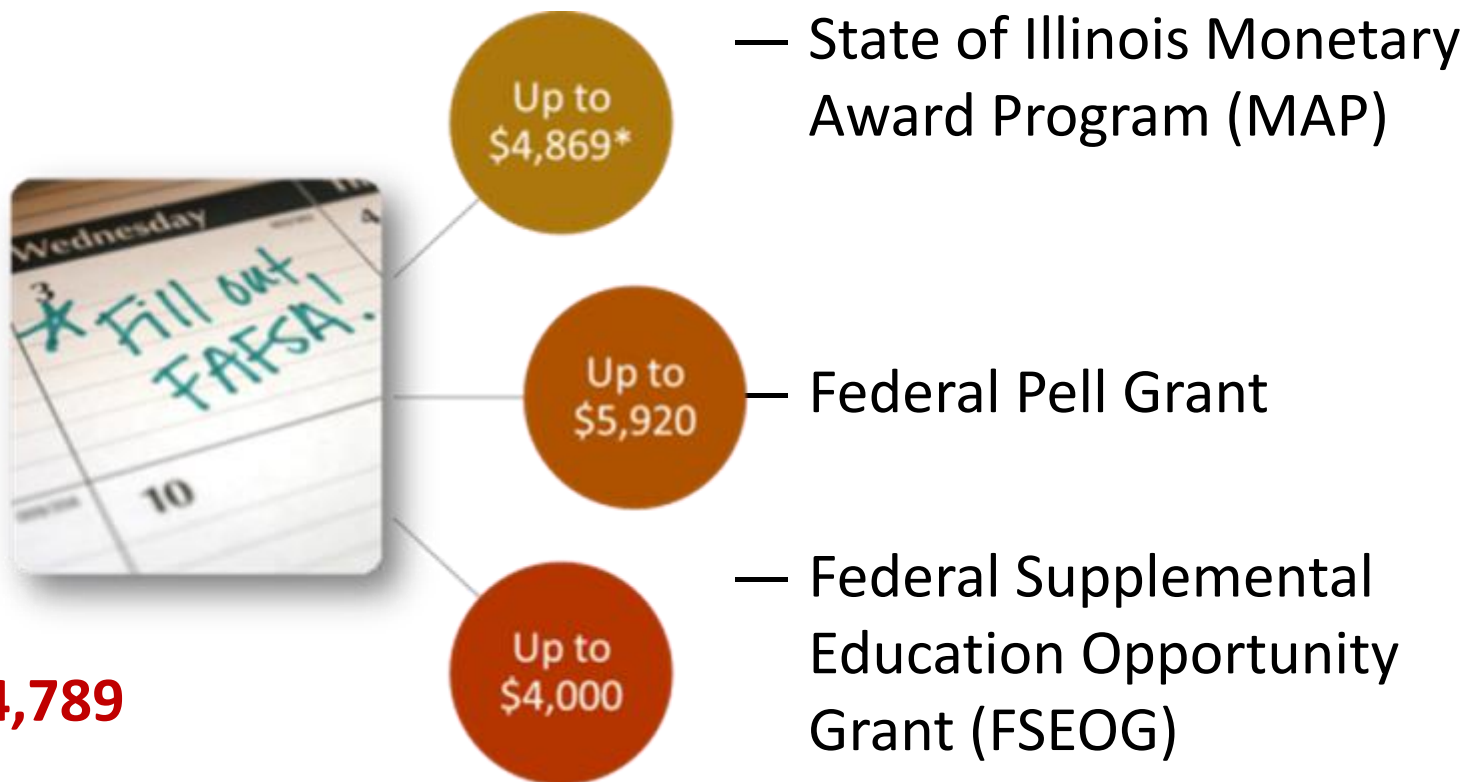 Up to
$4,869*
— State of Illinois Monetary
Award Program (MAP)
Wednesday
3
4
Fill out
FAFSA!
10
Up to
$5,920
— Federal Pell Grant
Up to
$4,000
— Federal Supplemental
Education Opportunity
Grant (FSEOG)
4,789